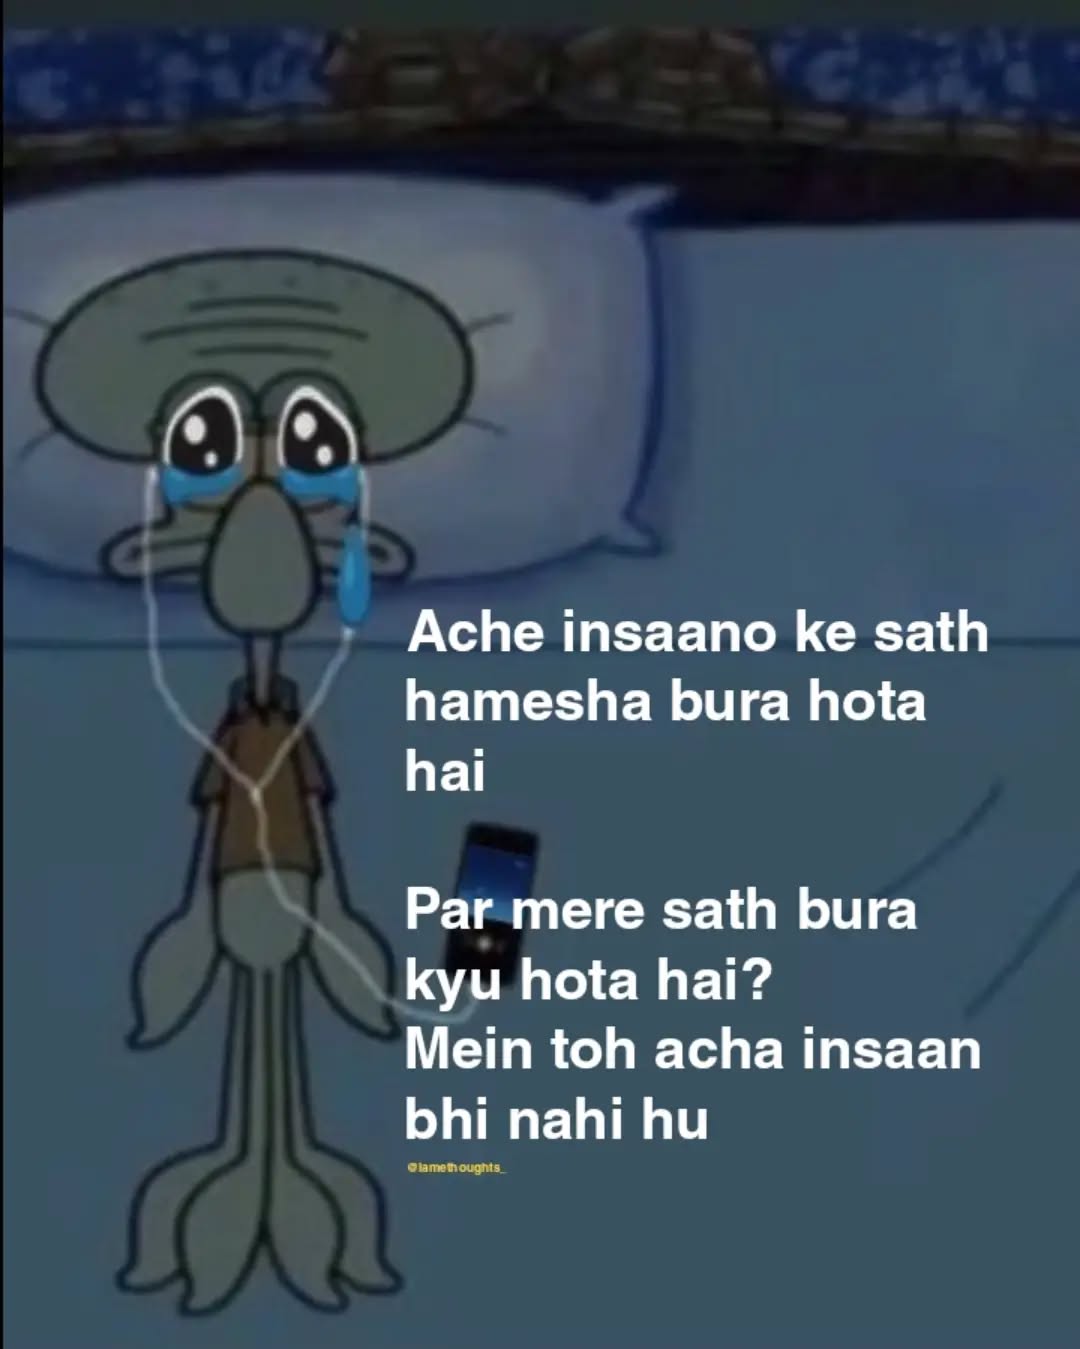 Ache insaano ke sath
hamesha bura hota
hai
Par mere sath bura
kyu hota hai?
Mein toh acha insaan
bhi nahi hu
@lamethoughts_